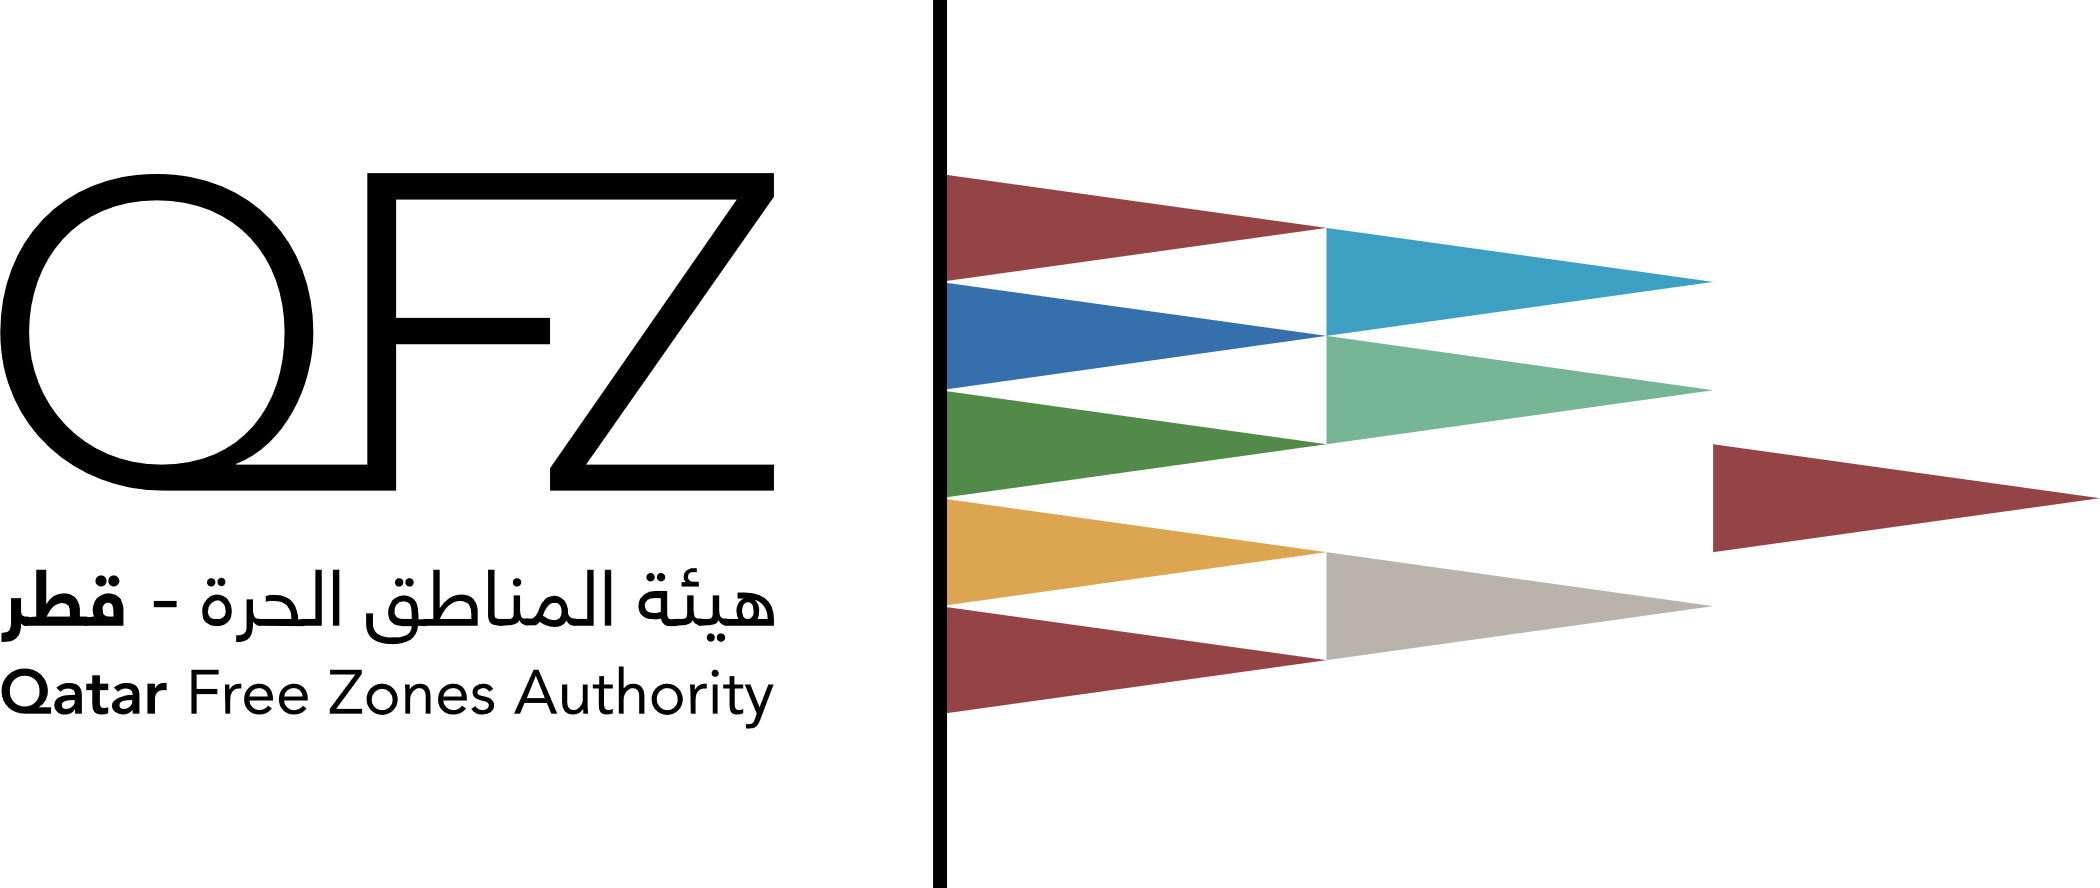 QFZ
هيئة المناطق الحرة - قطر
Qatar Free Zones Authority